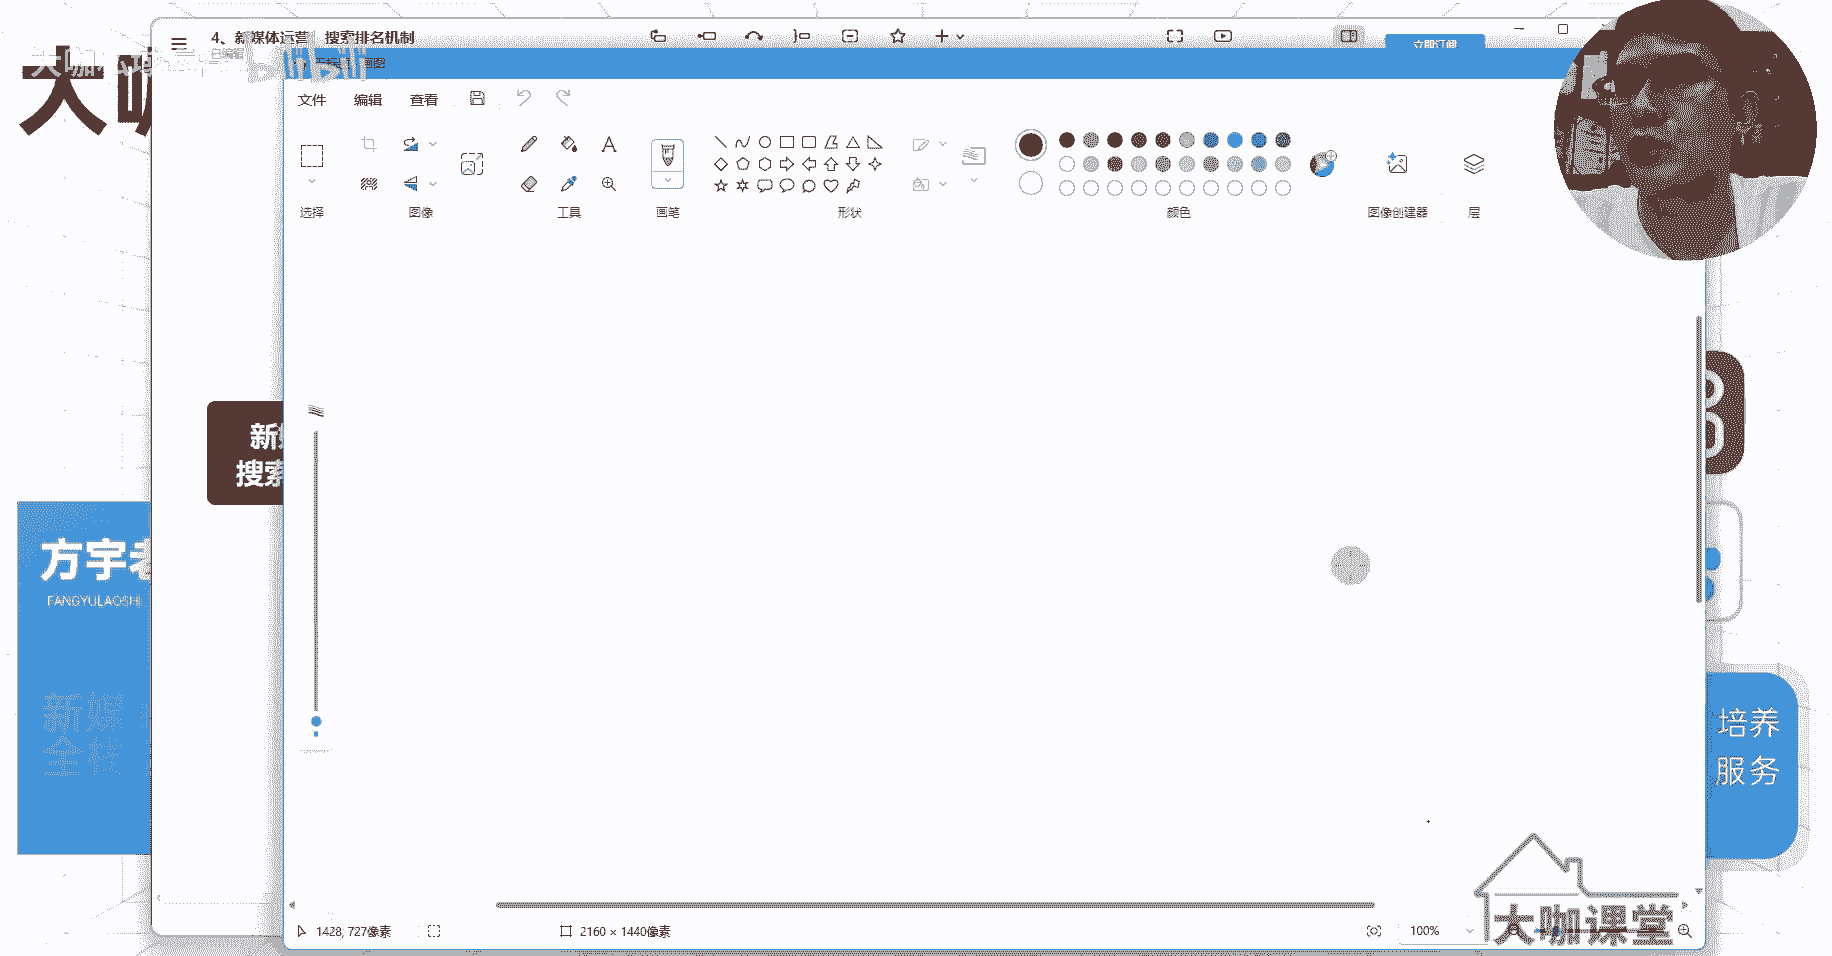 4、新媒体运营 搜索排名机制
已编辑
立即订阅
大咖
bilibili
画图
文件 编辑 查看
选择 图像 工具 画笔 形状 颜色 图像创建器 层
新媒
搜索
方宇老
FANGYULAOSHI
新媒
全栈
培养
服务
1428, 727像素
2160 × 1440像素
100%
大咖课堂